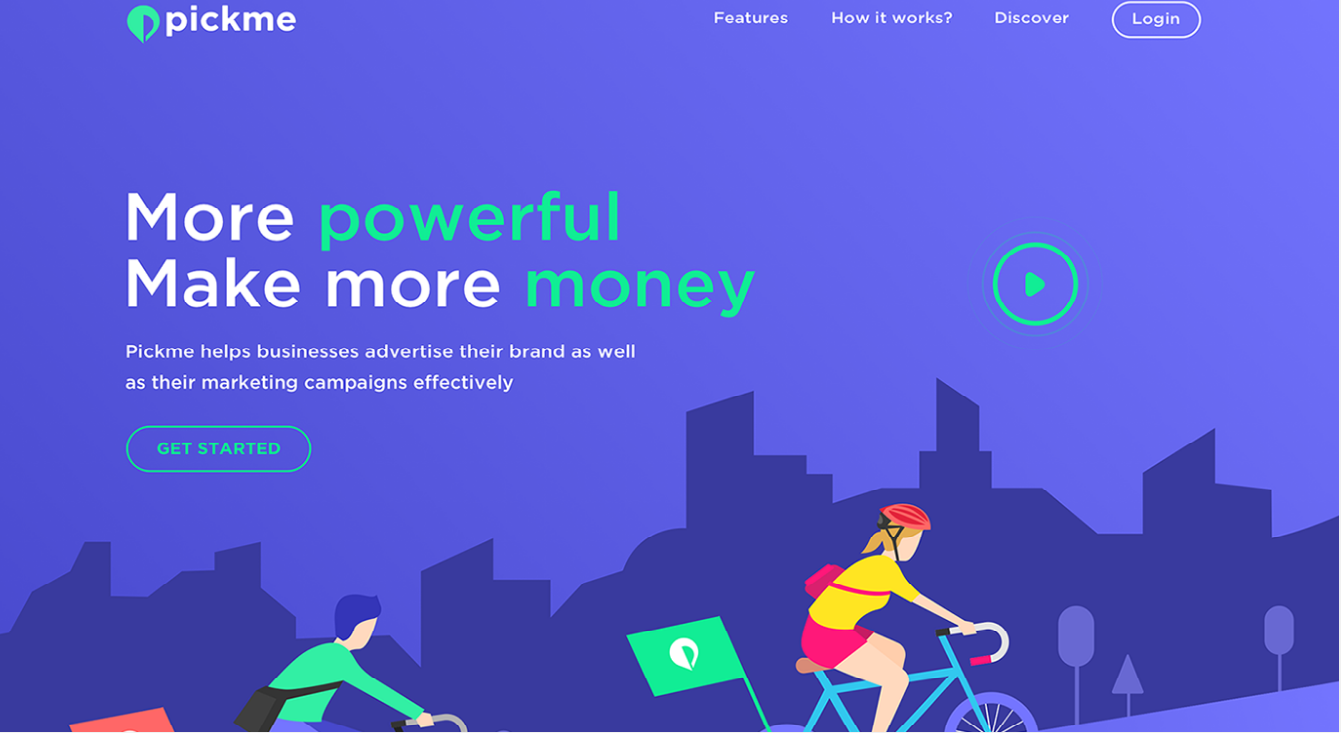 pickme
Features
How it works?
Discover
Login
More powerful
Make more money
Pickme helps businesses advertise their brand as well
as their marketing campaigns effectively
GET STARTED